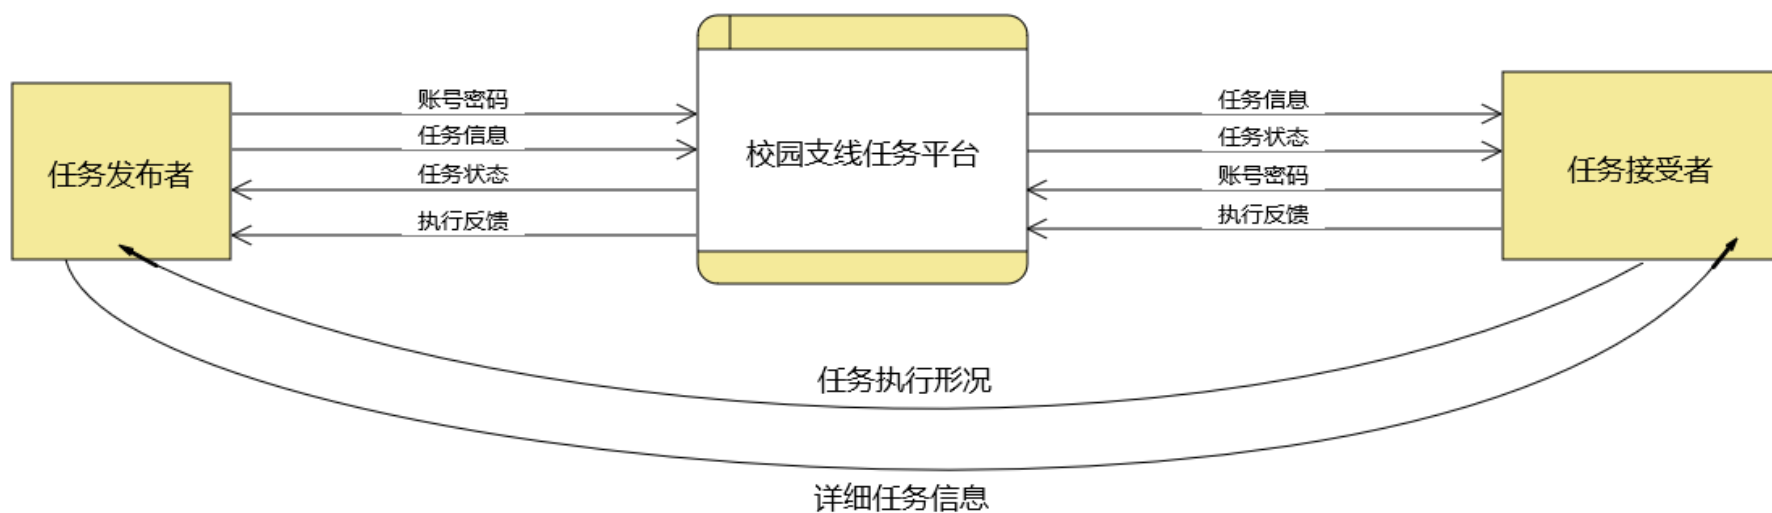 任务发布者
账号密码
任务信息
任务状态
执行反馈
校园支线任务平台
任务信息
任务状态
账号密码
执行反馈
任务接受者
任务执行形况
详细任务信息